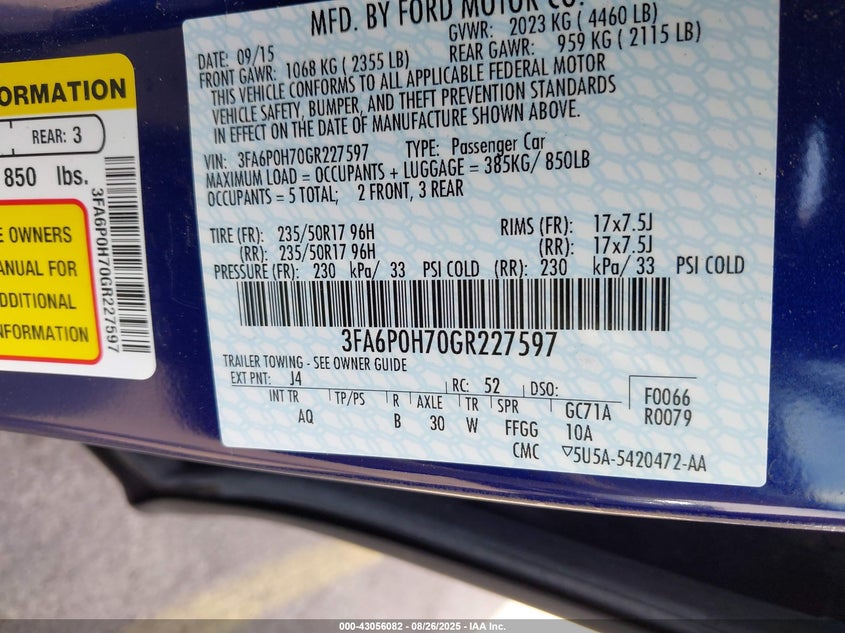 MFD. BY FORD MOTOR CO.
DATE: 09/15 GVWR: 2023 KG ( 4460 LB)
FRONT GAWR: 1068 KG ( 2355 LB) REAR GAWR: 959 KG ( 2115 LB)
THIS VEHICLE CONFORMS TO ALL APPLICABLE FEDERAL MOTOR
VEHICLE SAFETY, BUMPER, AND THEFT PREVENTION STANDARDS
IN EFFECT ON THE DATE OF MANUFACTURE SHOWN ABOVE.
VIN: 3FA6P0H70GR227597 TYPE: Passenger Car
MAXIMUM LOAD = OCCUPANTS + LUGGAGE = 385KG/ 850LB
OCCUPANTS = 5 TOTAL; 2 FRONT, 3 REAR
TIRE (FR): 235/50R17 96H RIMS (FR): 17x7.5J
(RR): 235/50R17 96H (RR): 17x7.5J
PRESSURE (FR): 230 kPa/ 33 PSI COLD (RR): 230 kPa/ 33 PSI COLD
3FA6P0H70GR227597
TRAILER TOWING - SEE OWNER GUIDE
EXT PNT: J4 RC: 52 DSO: F0066
R0079
INT TR TP/PS R AXLE TR SPR GC71A
AQ B 30 W FFGG 10A
CMC ▽5U5A-5420472-AA
ORMATION
REAR: 3
850 lbs.
E OWNERS
ANUAL FOR
DDITIONAL
NFORMATION
3FA6P0H70GR227597
000-43056082 - 08/26/2025 - IAA Inc.